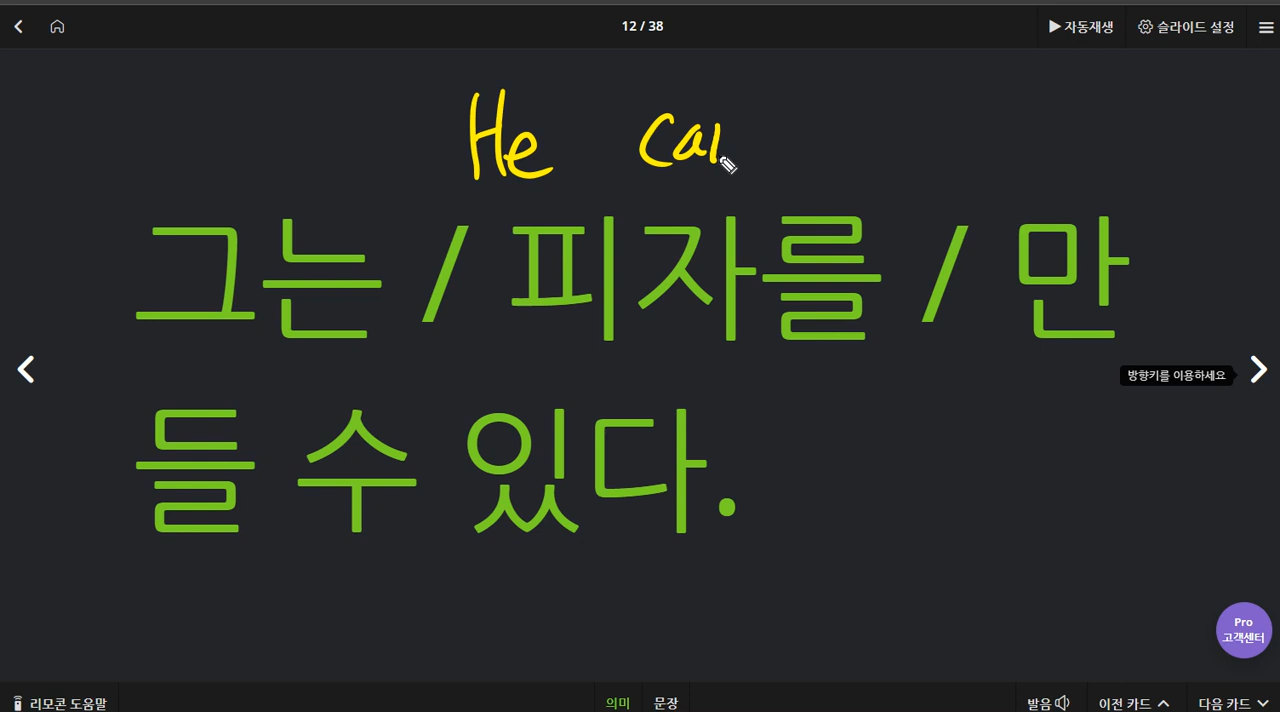 12 / 38
▶ 자동재생
슬라이드 설정
He
그는 / 피자를 / 만
방향키를 이용하세요
들 수 있다.
Pro
고객센터
리모콘 도움말
의미
문장
발음
이전 카드
다음 카드